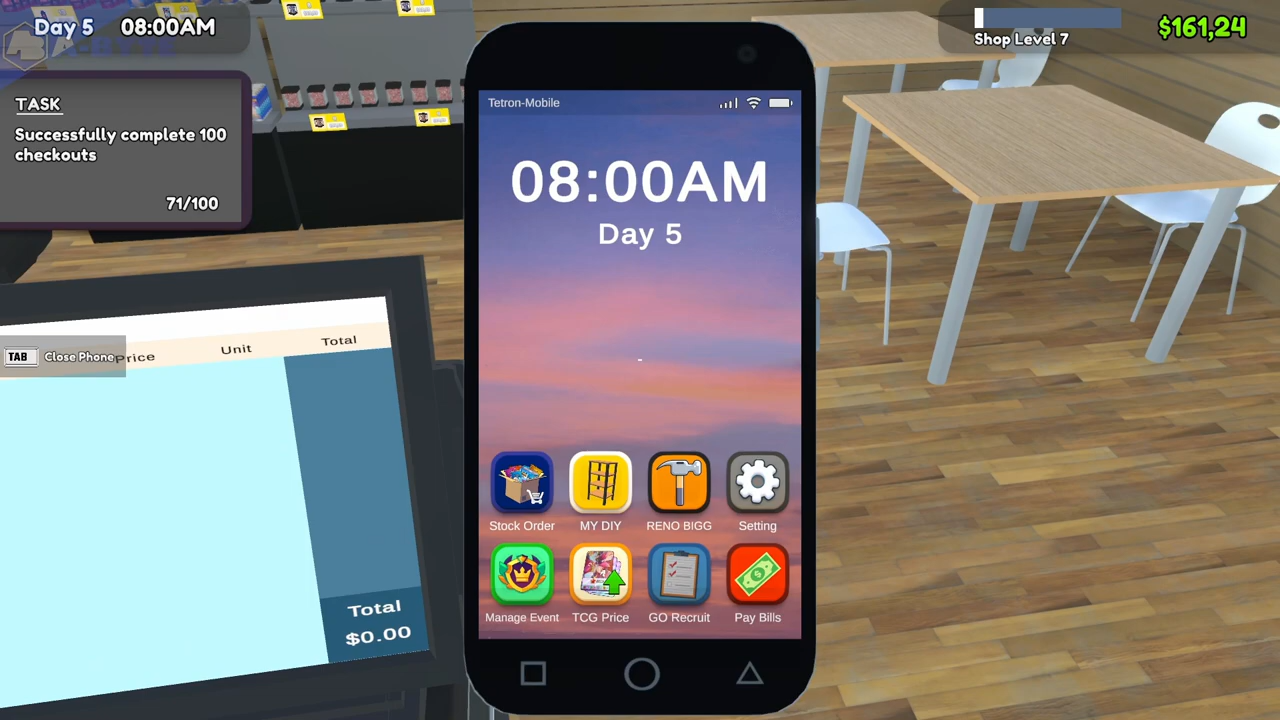 Day 5 08:00AM
A-BYTE
Shop Level 7
$161,24
TASK
Successfully complete 100
checkouts
71/100
TAB Close Phone
Price Unit Total
Total
$0.00
Tetron-Mobile
08:00AM
Day 5
Stock Order MY DIY RENO BIGG Setting
Manage Event TCG Price GO Recruit Pay Bills